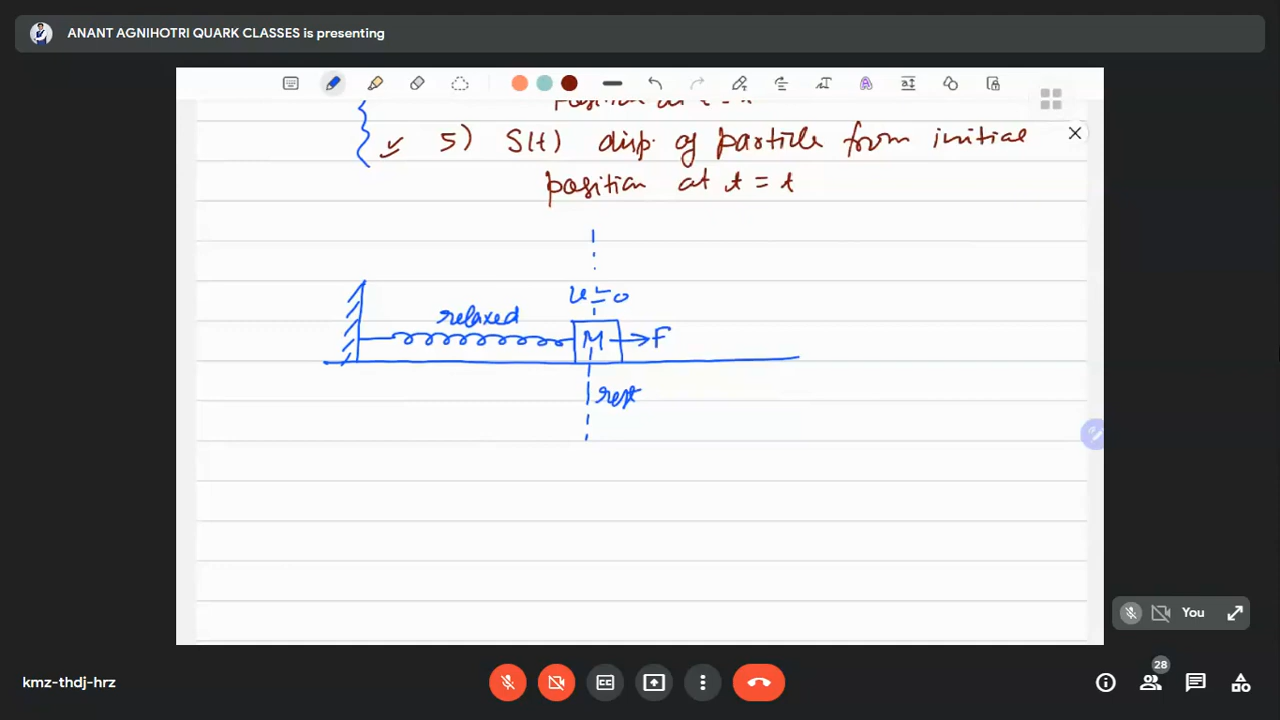 ANANT AGNIHOTRI QUARK CLASSES is presenting
5) S(t) disp. of particle from initial
position at t = t
u = 0
relaxed
M F
rest
You
28
kmz-thdj-hrz
CC